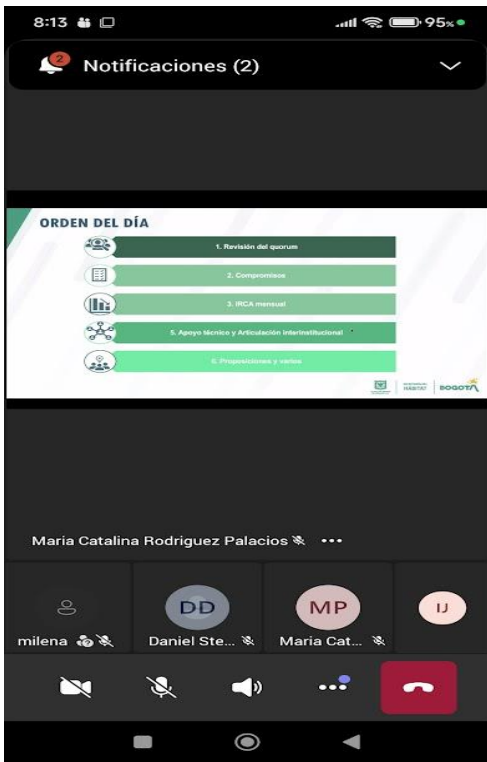 8:13
95%
2
Notificaciones (2)
ORDEN DEL DÍA
1. Revisión del quorum
2. Compromisos
3. IRCA mensual
5. Apoyo técnico y Articulación interinstitucional
6. Proposiciones y varios
HÁBITAT
BOGOTÁ
Maria Catalina Rodriguez Palacios
DD
MP
IJ
milena
Daniel Ste...
Maria Cat...